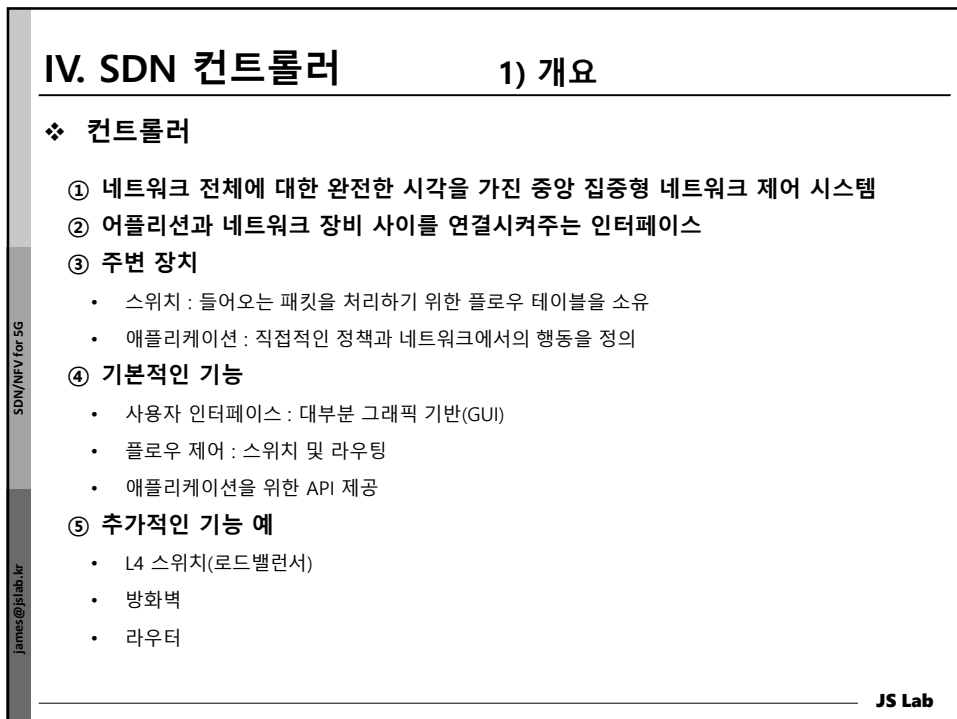 IV. SDN 컨트롤러 1) 개요
❖ 컨트롤러
① 네트워크 전체에 대한 완전한 시각을 가진 중앙 집중형 네트워크 제어 시스템
② 어플리션과 네트워크 장비 사이를 연결시켜주는 인터페이스
③ 주변 장치
• 스위치 : 들어오는 패킷을 처리하기 위한 플로우 테이블을 소유
• 애플리케이션 : 직접적인 정책과 네트워크에서의 행동을 정의
④ 기본적인 기능
• 사용자 인터페이스 : 대부분 그래픽 기반(GUI)
• 플로우 제어 : 스위치 및 라우팅
• 애플리케이션을 위한 API 제공
⑤ 추가적인 기능 예
• L4 스위치(로드밸런서)
• 방화벽
• 라우터
SDN/NFV for 5G
james@jslab.kr
JS Lab